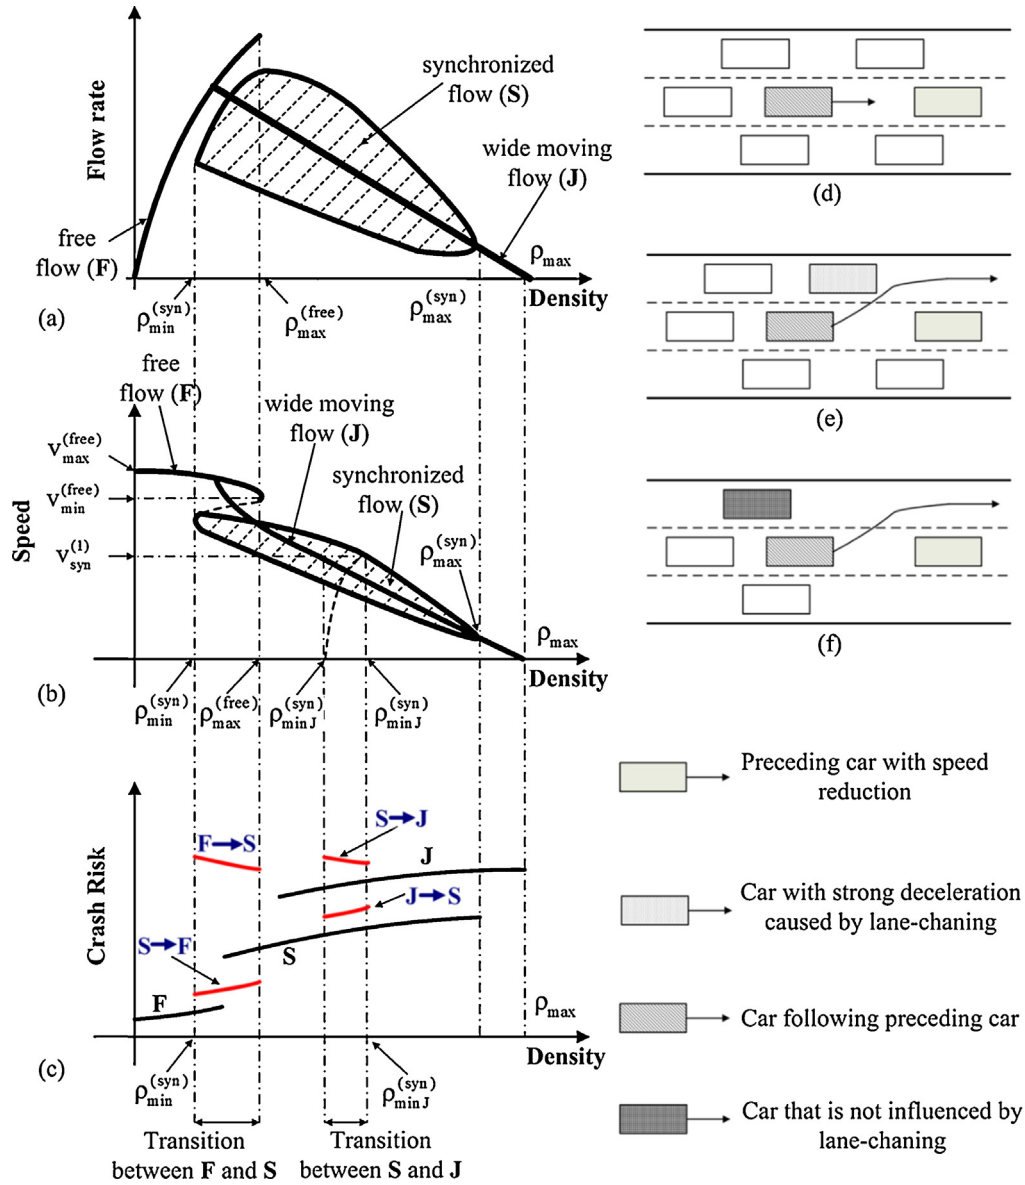 Flow rate
synchronized
flow (S)
wide moving
flow (J)
free
flow (F)
ρmax
Density
ρmin(syn)
ρmax(free)
ρmax(syn)
(a)
free
flow (F)
wide moving
flow (J)
synchronized
flow (S)
vmax(free)
vmin(free)
vsyn(1)
Speed
ρmax(syn)
ρmax
Density
ρmin(syn)
ρmax(free)
ρminJ(syn)
ρminJ(syn)
(b)
Crash Risk
F→S
S→J
J
J→S
S→F
S
F
ρmax
Density
ρmin(syn)
ρminJ(syn)
(c)
Transition
between F and S
Transition
between S and J
(d)
(e)
(f)
Preceding car with speed
reduction
Car with strong deceleration
caused by lane-chaning
Car following preceding car
Car that is not influenced by
lane-chaning